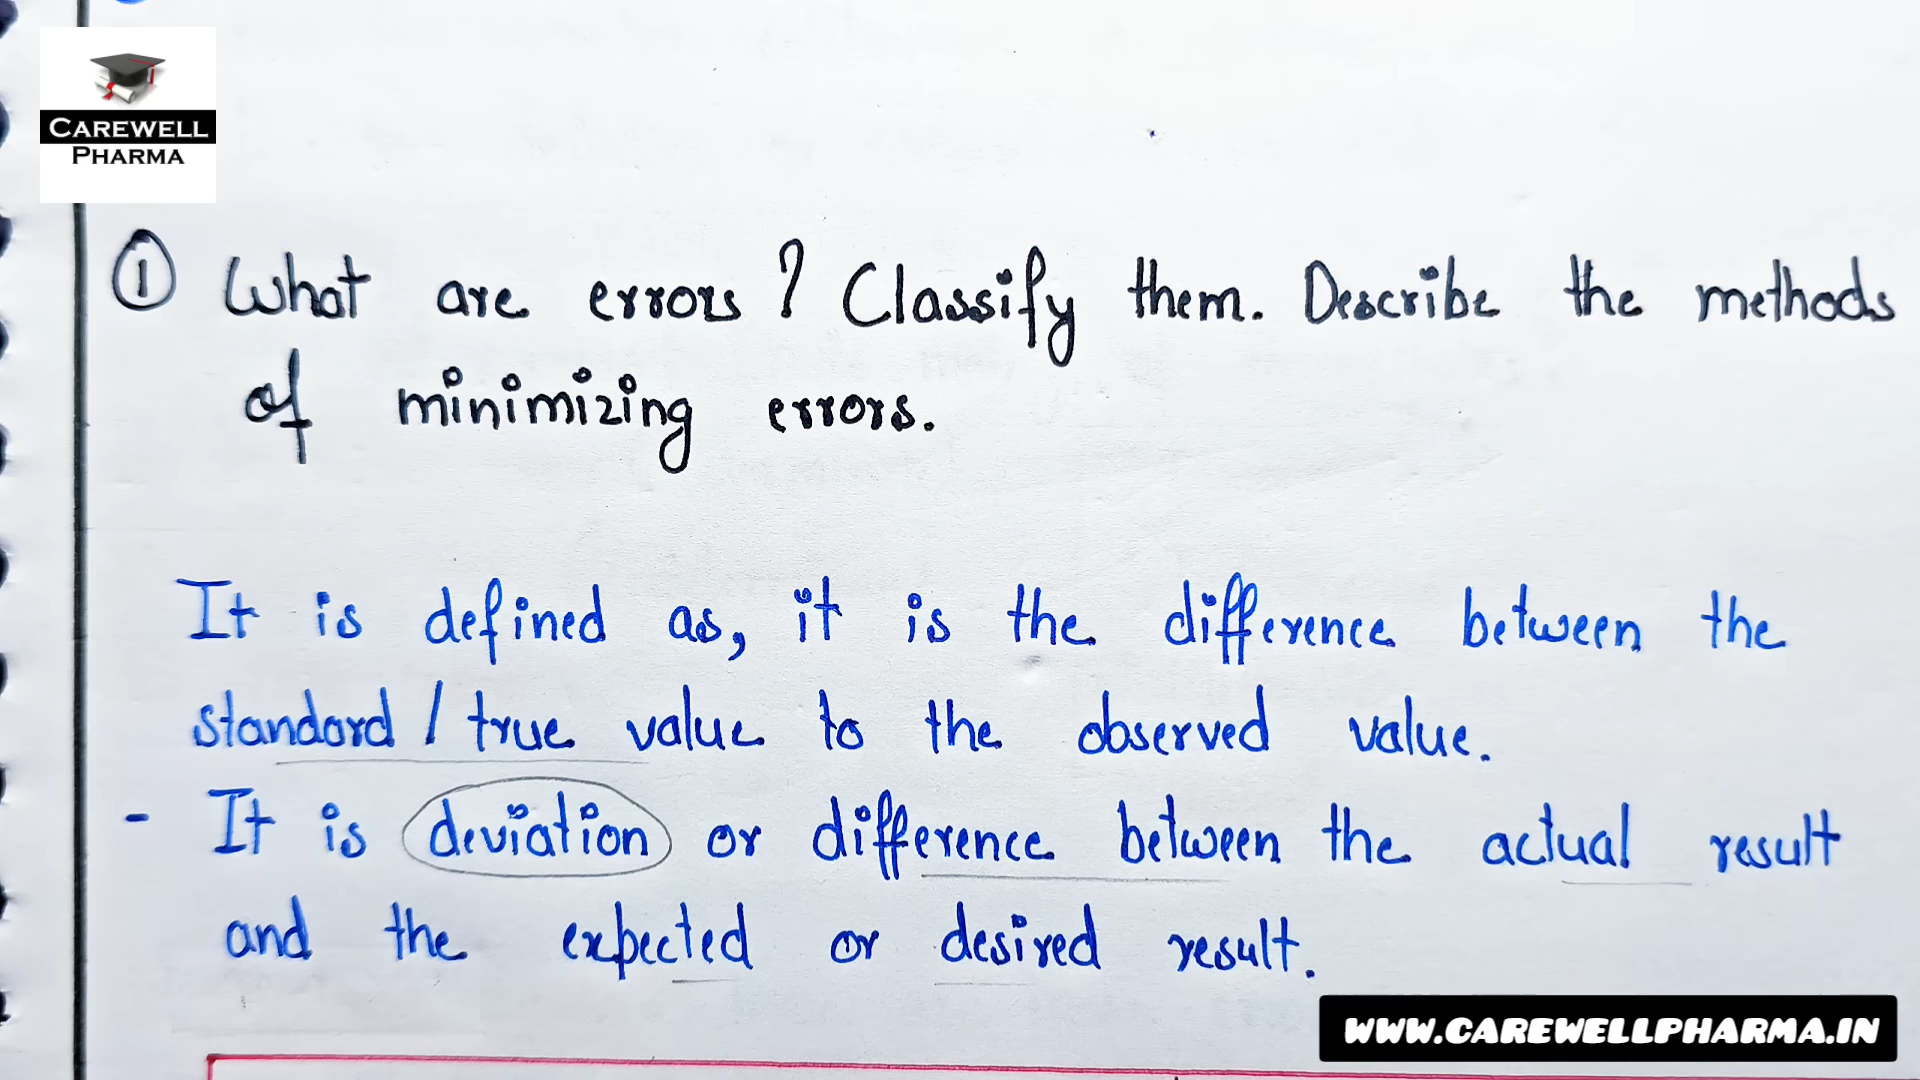 CAREWELL
PHARMA
① What are errors? Classify them. Describe the methods
of minimizing errors.
It is defined as, it is the difference between the
standard / true value to the observed value.
- It is deviation or difference between the actual result
and the expected or desired result.
WWW.CAREWELLPHARMA.IN